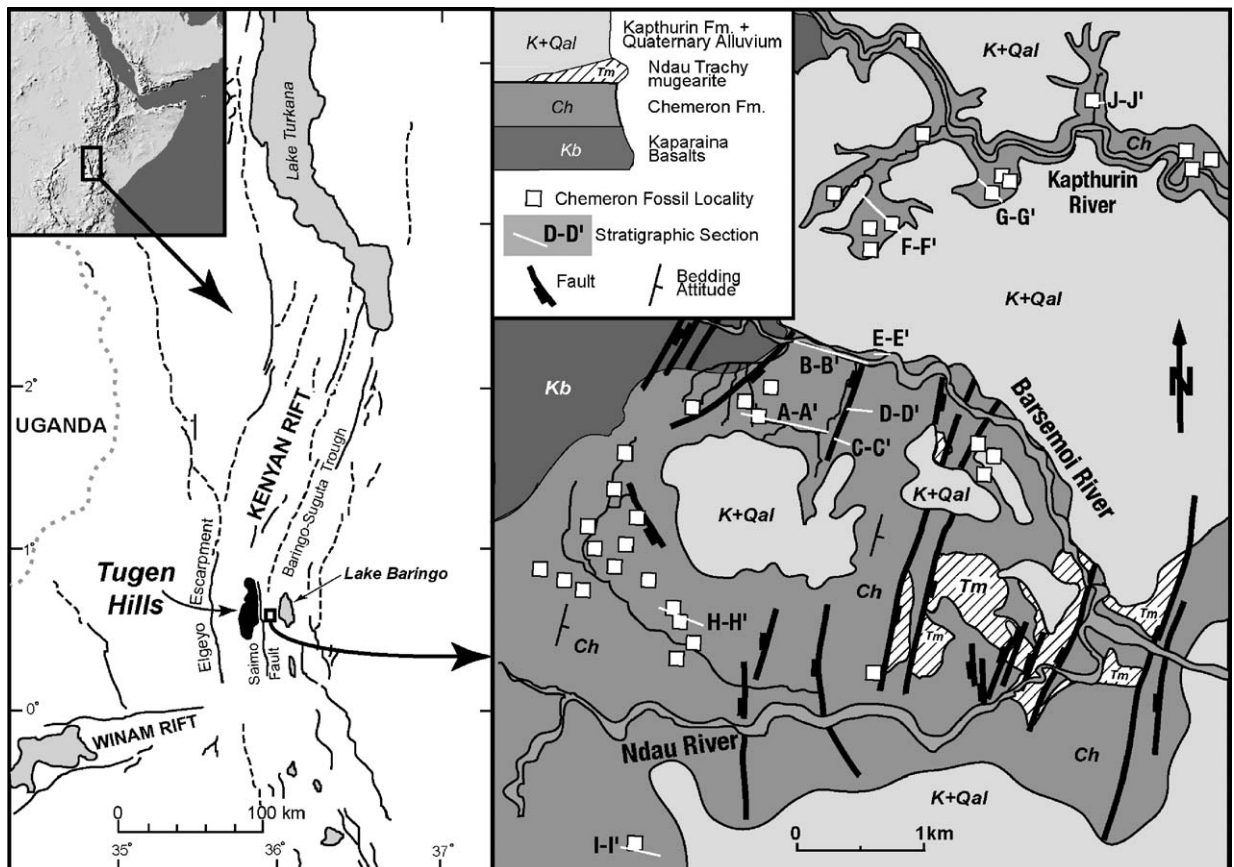 Lake Turkana
2°
UGANDA
KENYAN RIFT
Baringo-Suguta Trough
1°
Elgeyo Escarpment
Tugen
Hills
Lake Baringo
Saimo
Fault
0°
WINAM RIFT
0
100 km
35°
36°
37°
K+Qal
Kapthurin Fm. +
Quaternary Alluvium
Tm
Ndau Trachy
mugearite
Ch
Chemeron Fm.
Kb
Kaparaina
Basalts
Chemeron Fossil Locality
D-D'
Stratigraphic Section
Fault
Bedding
Attitude
K+Qal
J-J'
Ch
Kapthurin
River
G-G'
F-F'
K+Qal
E-E'
B-B'
Kb
A-A'
D-D'
C-C'
Barsemoi River
N
K+Qal
K+Qal
Ch
Tm
Tm
Tm
Tm
H-H'
Ch
Ndau River
Ch
K+Qal
I-I'
0
1km